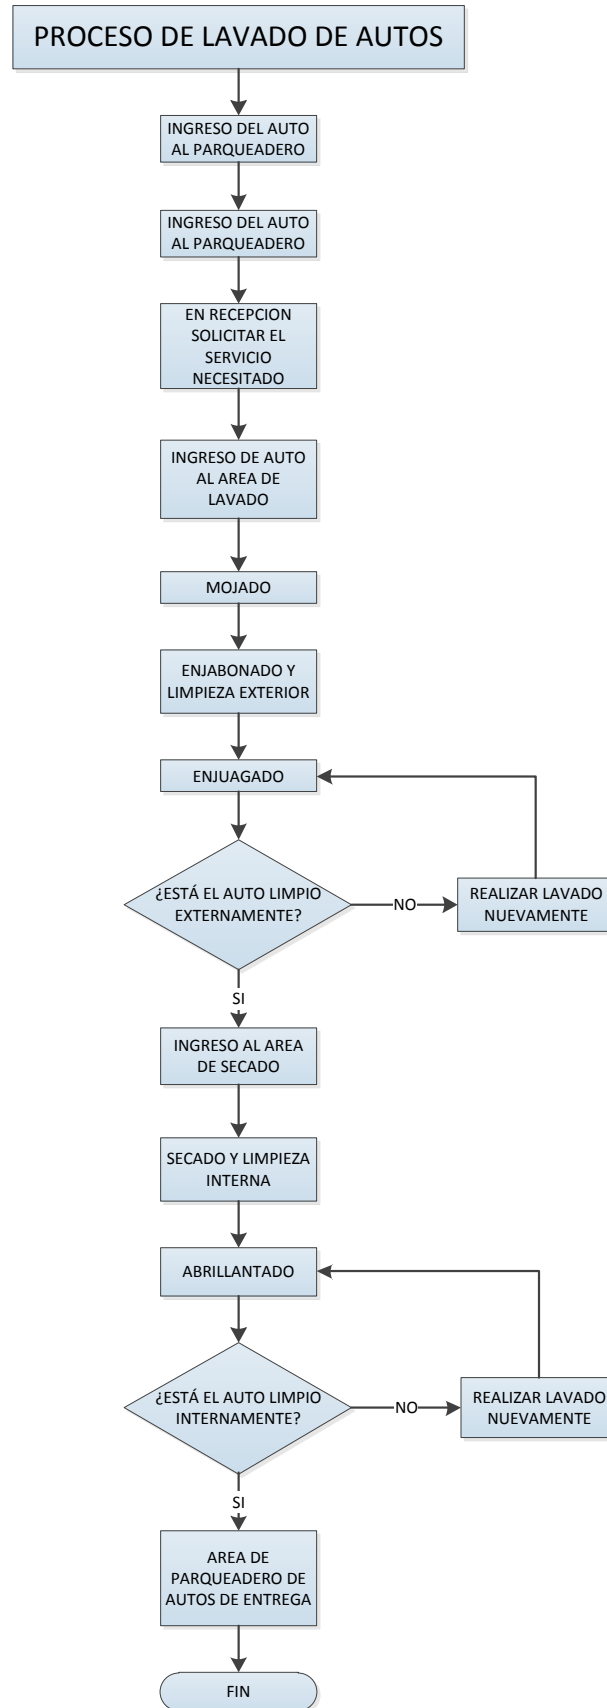 PROCESO DE LAVADO DE AUTOS
INGRESO DEL AUTO
AL PARQUEADERO
INGRESO DEL AUTO
AL PARQUEADERO
EN RECEPCION
SOLICITAR EL
SERVICIO
NECESITADO
INGRESO DE AUTO
AL AREA DE
LAVADO
MOJADO
ENJABONADO Y
LIMPIEZA EXTERIOR
ENJUAGADO
¿ESTÁ EL AUTO LIMPIO
EXTERNAMENTE?
NO
REALIZAR LAVADO
NUEVAMENTE
SI
INGRESO AL AREA
DE SECADO
SECADO Y LIMPIEZA
INTERNA
ABRILLANTADO
¿ESTÁ EL AUTO LIMPIO
INTERNAMENTE?
NO
REALIZAR LAVADO
NUEVAMENTE
SI
AREA DE
PARQUEADERO DE
AUTOS DE ENTREGA
FIN